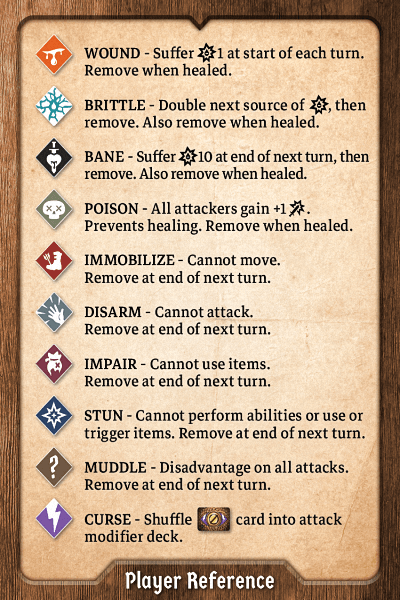 WOUND - Suffer 1 at start of each turn.
Remove when healed.
BRITTLE - Double next source of , then
remove. Also remove when healed.
BANE - Suffer 10 at end of next turn, then
remove. Also remove when healed.
POISON - All attackers gain +1 .
Prevents healing. Remove when healed.
IMMOBILIZE - Cannot move.
Remove at end of next turn.
DISARM - Cannot attack.
Remove at end of next turn.
IMPAIR - Cannot use items.
Remove at end of next turn.
STUN - Cannot perform abilities or use or
trigger items. Remove at end of next turn.
?
MUDDLE - Disadvantage on all attacks.
Remove at end of next turn.
CURSE - Shuffle card into attack
modifier deck.
Player Reference